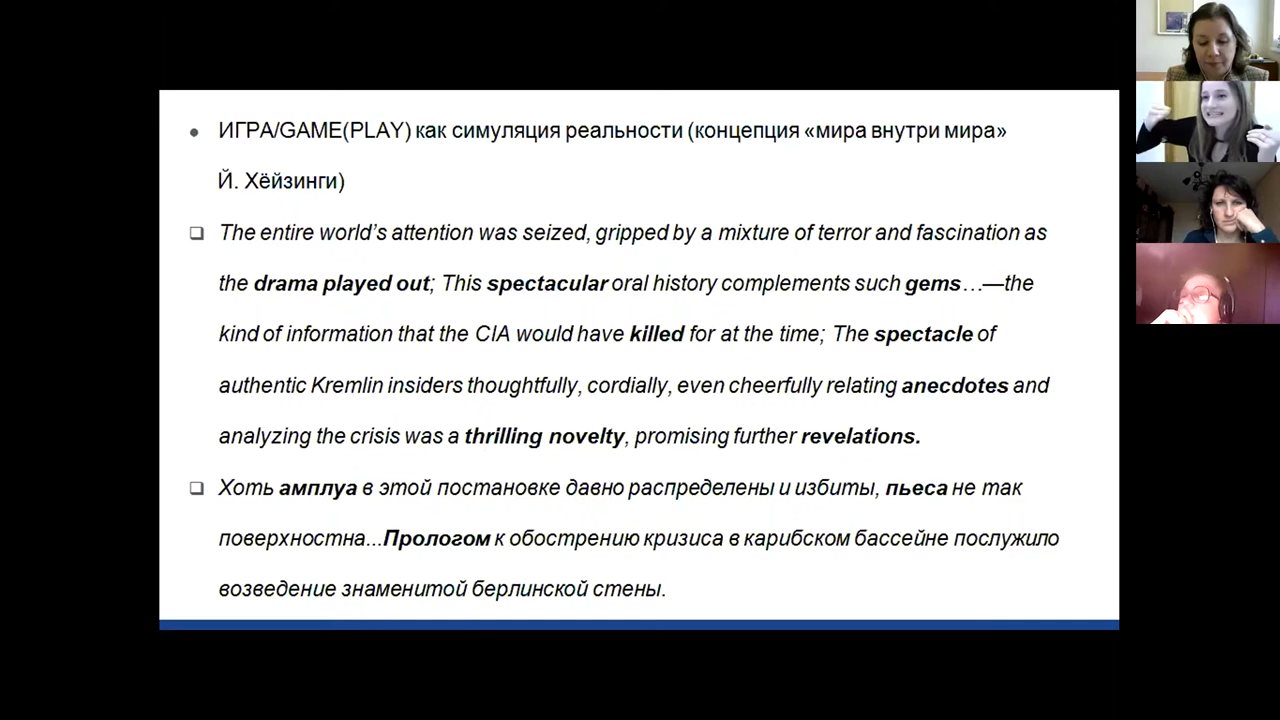 ИГРА/GAME(PLAY) как симуляция реальности (концепция «мира внутри мира»
Й. Хёйзинги)
The entire world’s attention was seized, gripped by a mixture of terror and fascination as
the drama played out; This spectacular oral history complements such gems…—the
kind of information that the CIA would have killed for at the time; The spectacle of
authentic Kremlin insiders thoughtfully, cordially, even cheerfully relating anecdotes and
analyzing the crisis was a thrilling novelty, promising further revelations.
Хоть амплуа в этой постановке давно распределены и избиты, пьеса не так
поверхностна...Прологом к обострению кризиса в карибском бассейне послужило
возведение знаменитой берлинской стены.